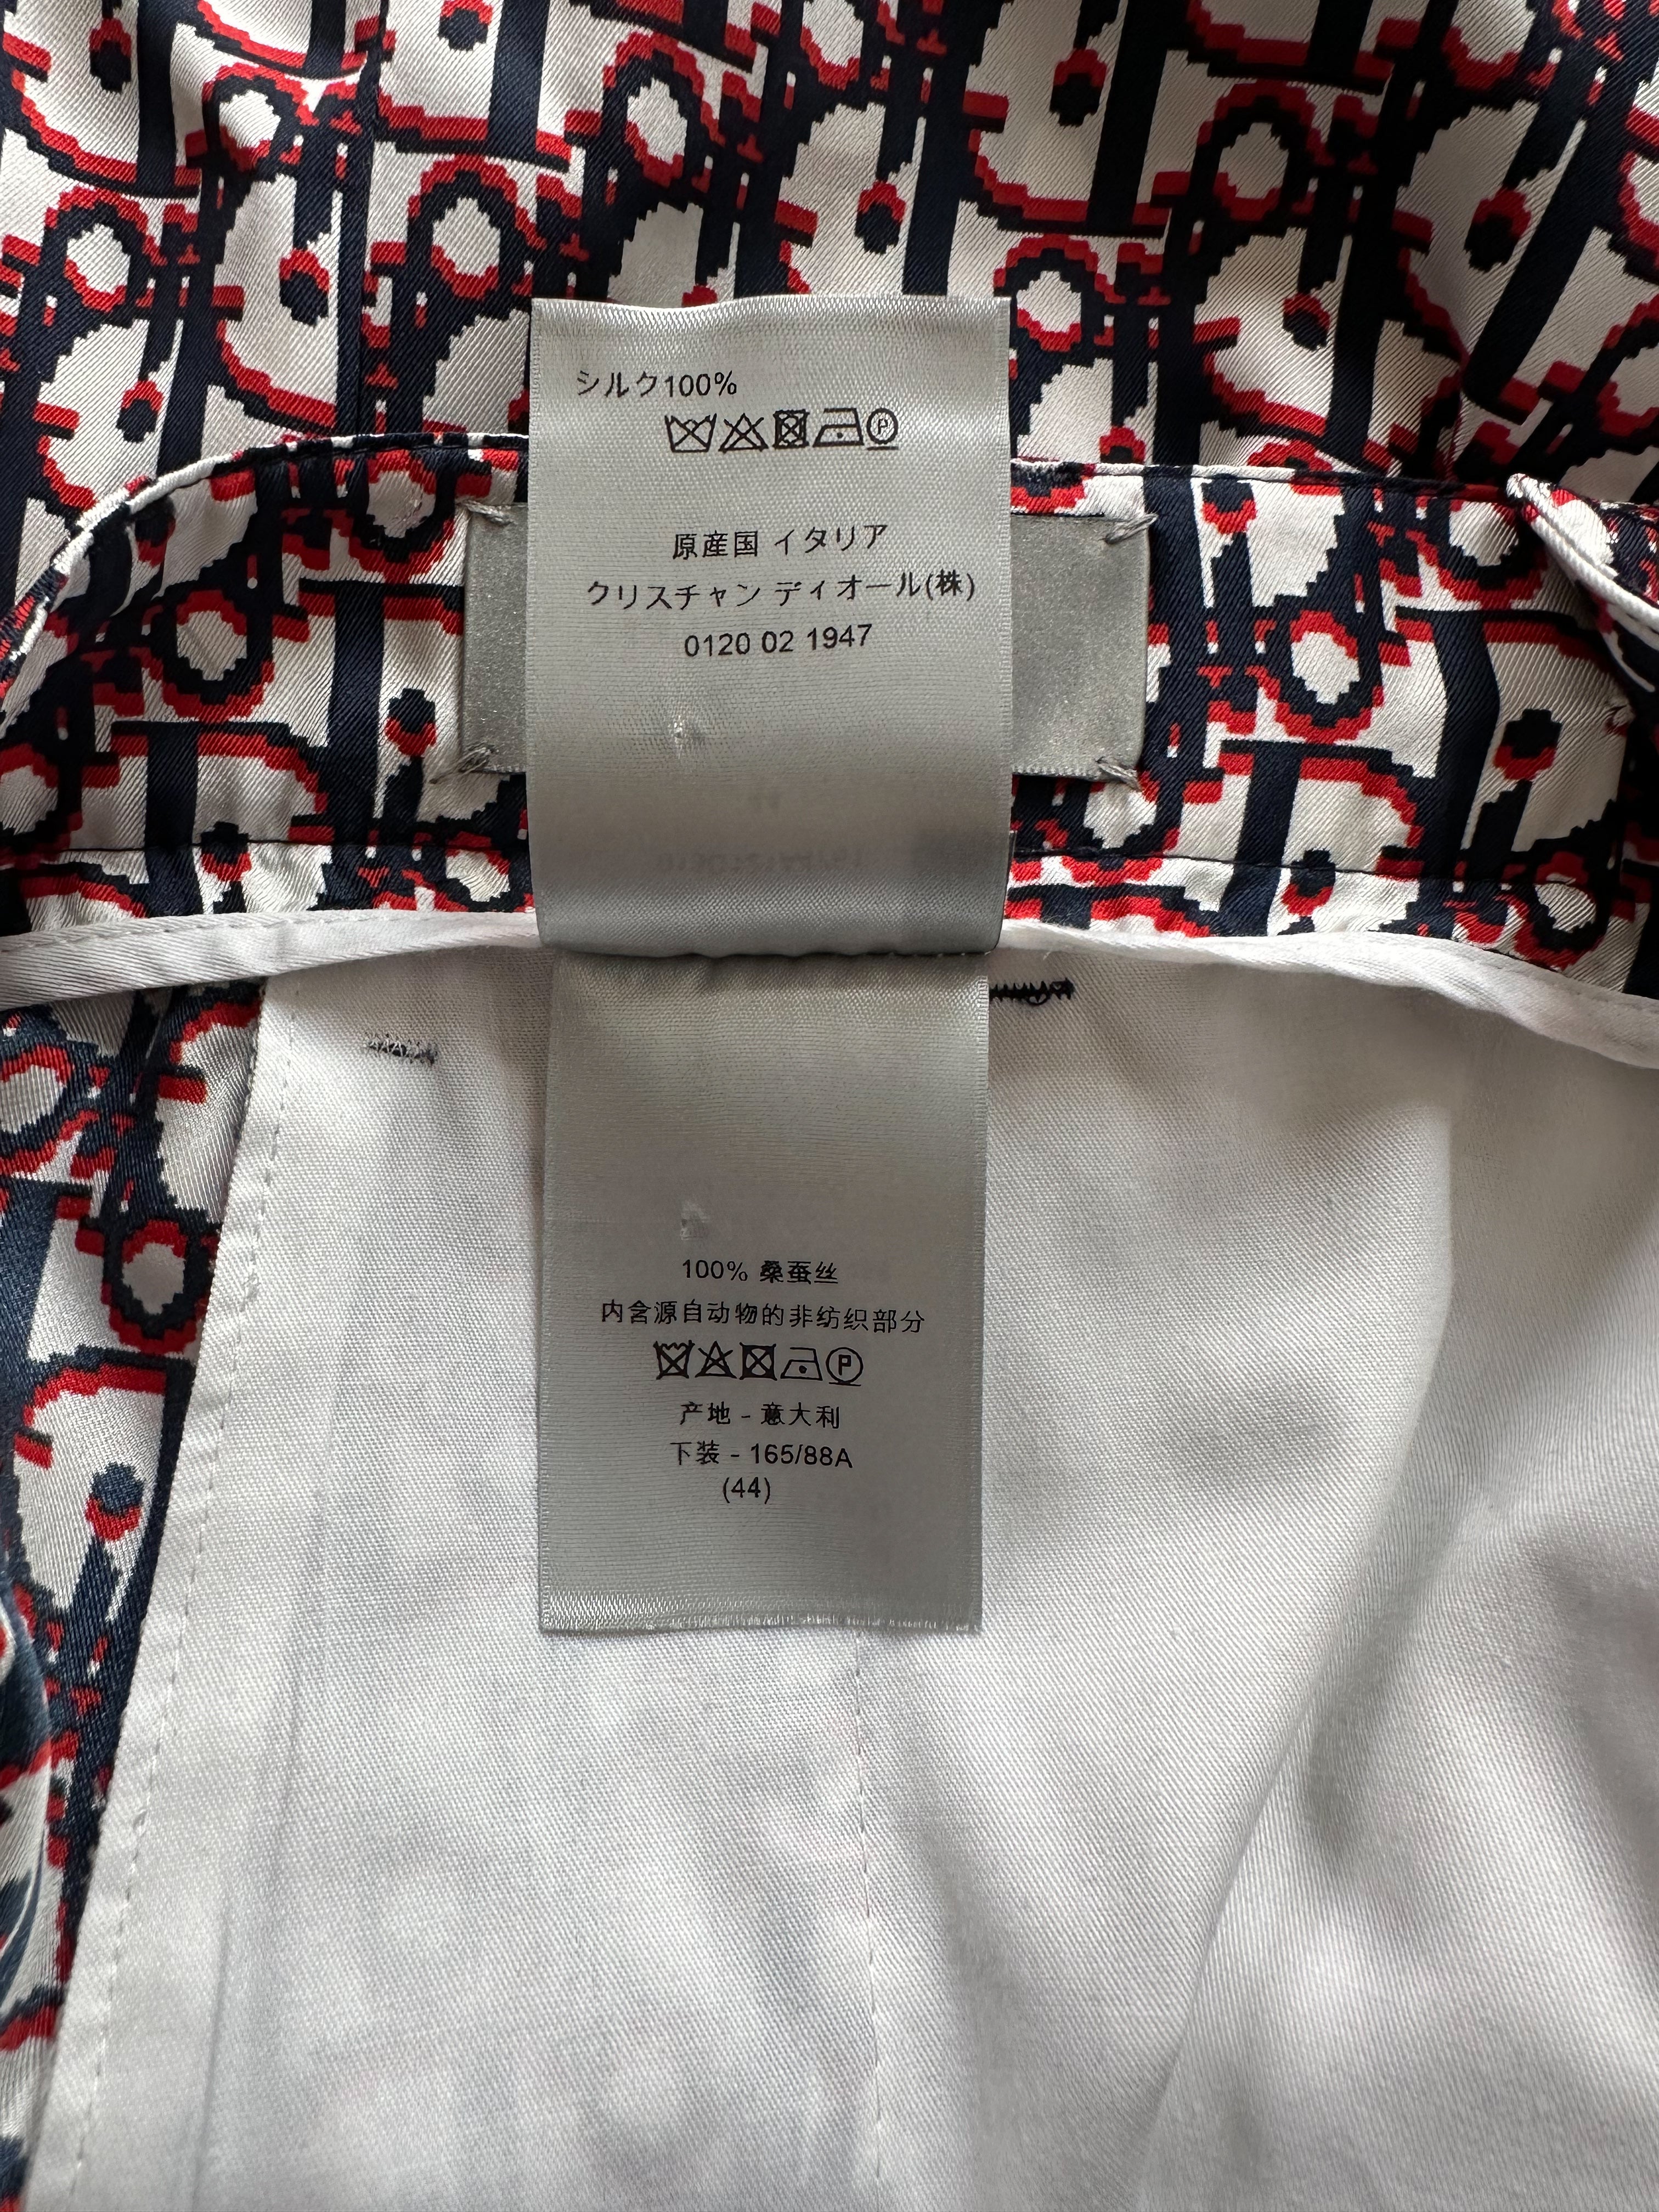 シルク100%
P
原産国 イタリア
クリスチャン ディオール(株)
0120 02 1947
100% 桑蚕丝
内含源自动物的非纺织部分
P
产地 - 意大利
下装 - 165/88A
(44)